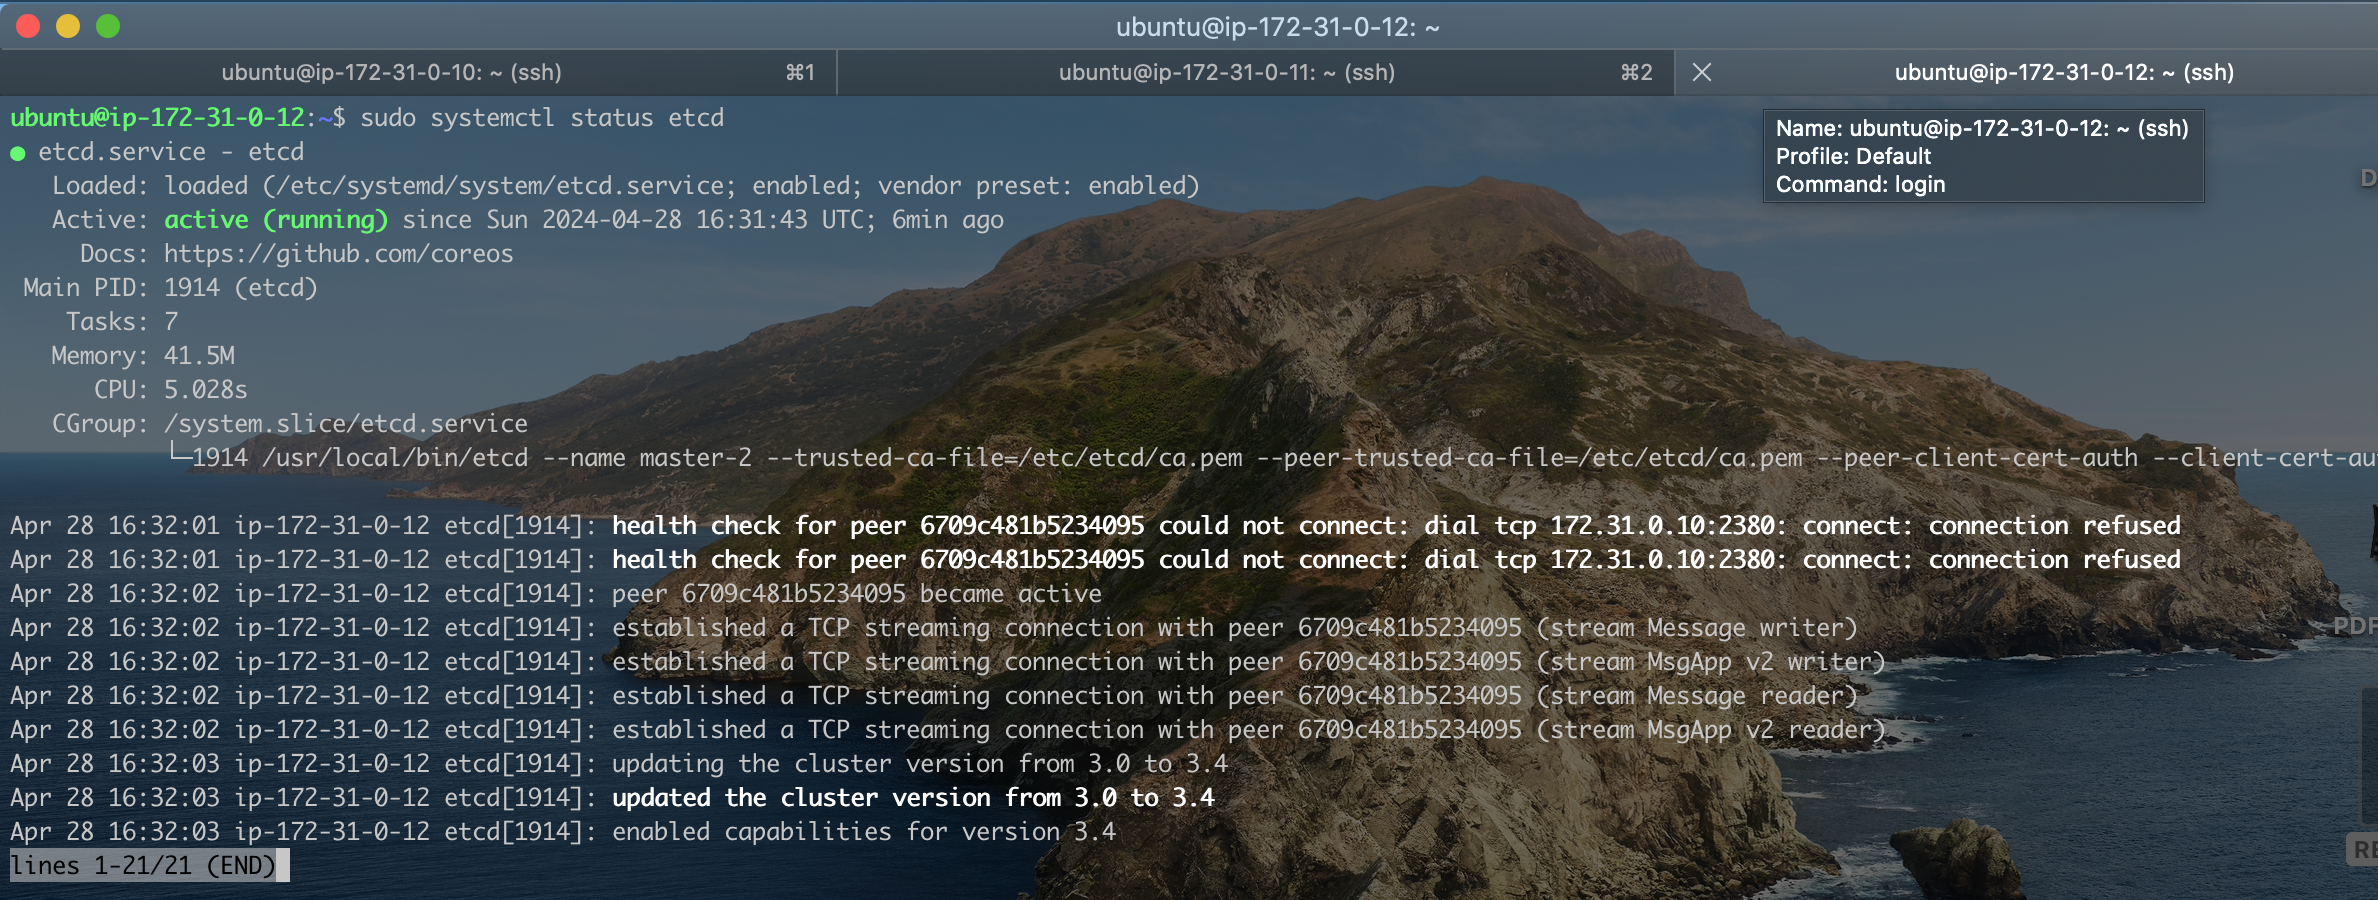 ubuntu@ip-172-31-0-12: ~
ubuntu@ip-172-31-0-10: ~ (ssh) ⌘1 ubuntu@ip-172-31-0-11: ~ (ssh) ⌘2 ubuntu@ip-172-31-0-12: ~ (ssh)
ubuntu@ip-172-31-0-12:~$ sudo systemctl status etcd
● etcd.service - etcd
Loaded: loaded (/etc/systemd/system/etcd.service; enabled; vendor preset: enabled)
Active: active (running) since Sun 2024-04-28 16:31:43 UTC; 6min ago
Docs: https://github.com/coreos
Main PID: 1914 (etcd)
Tasks: 7
Memory: 41.5M
CPU: 5.028s
CGroup: /system.slice/etcd.service
└─1914 /usr/local/bin/etcd --name master-2 --trusted-ca-file=/etc/etcd/ca.pem --peer-trusted-ca-file=/etc/etcd/ca.pem --peer-client-cert-auth --client-cert-au
Name: ubuntu@ip-172-31-0-12: ~ (ssh)
Profile: Default
Command: login
Apr 28 16:32:01 ip-172-31-0-12 etcd[1914]: health check for peer 6709c481b5234095 could not connect: dial tcp 172.31.0.10:2380: connect: connection refused
Apr 28 16:32:01 ip-172-31-0-12 etcd[1914]: health check for peer 6709c481b5234095 could not connect: dial tcp 172.31.0.10:2380: connect: connection refused
Apr 28 16:32:02 ip-172-31-0-12 etcd[1914]: peer 6709c481b5234095 became active
Apr 28 16:32:02 ip-172-31-0-12 etcd[1914]: established a TCP streaming connection with peer 6709c481b5234095 (stream Message writer)
Apr 28 16:32:02 ip-172-31-0-12 etcd[1914]: established a TCP streaming connection with peer 6709c481b5234095 (stream MsgApp v2 writer)
Apr 28 16:32:02 ip-172-31-0-12 etcd[1914]: established a TCP streaming connection with peer 6709c481b5234095 (stream Message reader)
Apr 28 16:32:02 ip-172-31-0-12 etcd[1914]: established a TCP streaming connection with peer 6709c481b5234095 (stream MsgApp v2 reader)
Apr 28 16:32:03 ip-172-31-0-12 etcd[1914]: updating the cluster version from 3.0 to 3.4
Apr 28 16:32:03 ip-172-31-0-12 etcd[1914]: updated the cluster version from 3.0 to 3.4
Apr 28 16:32:03 ip-172-31-0-12 etcd[1914]: enabled capabilities for version 3.4
lines 1-21/21 (END)
PDF